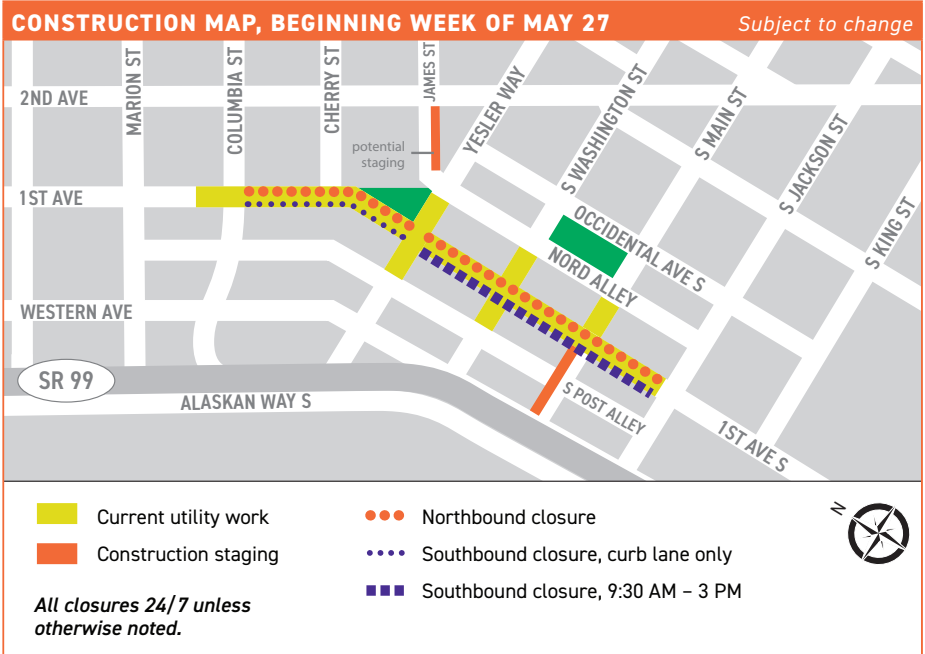 CONSTRUCTION MAP, BEGINNING WEEK OF MAY 27
Subject to change
MARION ST
COLUMBIA ST
CHERRY ST
JAMES ST
YESLER WAY
S WASHINGTON ST
S MAIN ST
S JACKSON ST
S KING ST
2ND AVE
potential
staging
1ST AVE
OCCIDENTAL AVE S
NORD ALLEY
WESTERN AVE
SR 99
ALASKAN WAY S
S POST ALLEY
1ST AVE S
Current utility work
Construction staging
All closures 24/7 unless
otherwise noted.
Northbound closure
Southbound closure, curb lane only
Southbound closure, 9:30 AM – 3 PM
N